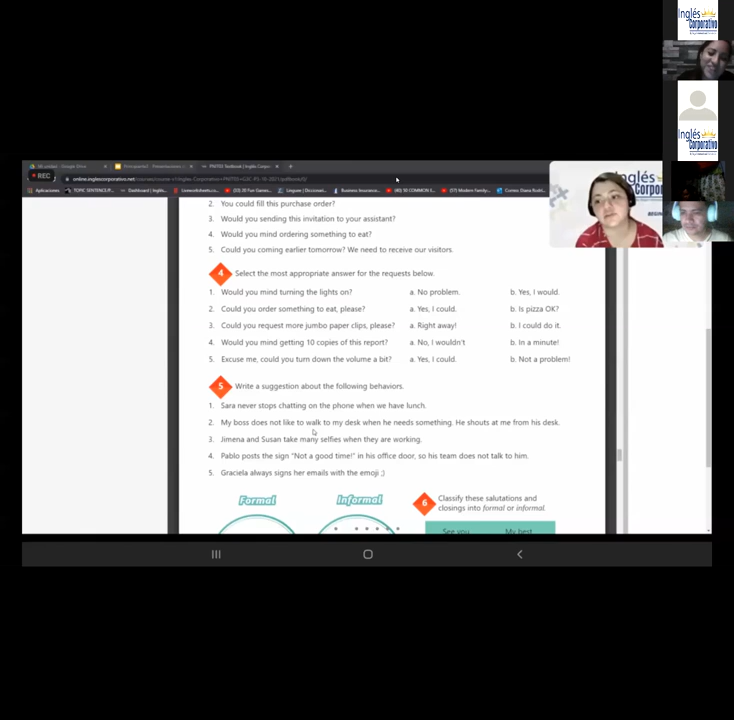 Inglés
Corporativo
Inglés
Corporativo
REC
online.inglescorporativo.net
Aplicaciones
Dashboard | Inglé
2. You could fill this purchase order?
3. Would you sending this invitation to your assistant?
4. Would you mind ordering something to eat?
5. Could you coming earlier tomorrow? We need to receive our visitors.
4 Select the most appropriate answer for the requests below.
1. Would you mind turning the lights on? a. No problem. b. Yes, I would.
2. Could you order something to eat, please? a. Yes, I could. b. Is pizza OK?
3. Could you request more jumbo paper clips, please? a. Right away! b. I could do it.
4. Would you mind getting 10 copies of this report? a. No, I wouldn't b. In a minute!
5. Excuse me, could you turn down the volume a bit? a. Yes, I could. b. Not a problem!
5 Write a suggestion about the following behaviors.
1. Sara never stops chatting on the phone when we have lunch.
2. My boss does not like to walk to my desk when he needs something. He shouts at me from his desk.
3. Jimena and Susan take many selfies when they are working.
4. Pablo posts the sign "Not a good time!" in his office door, so his team does not talk to him.
5. Graciela always signs her emails with the emoji ;)
Formal Informal
6 Classify these salutations and
closings into formal or informal.
See you My best